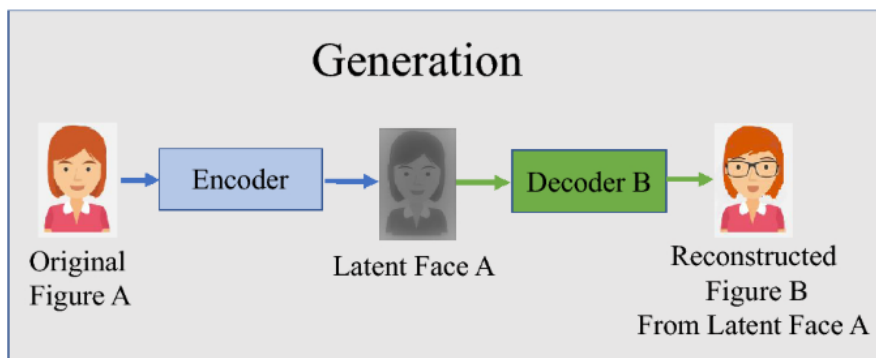 Generation
Encoder
Decoder B
Original
Figure A
Latent Face A
Reconstructed
Figure B
From Latent Face A